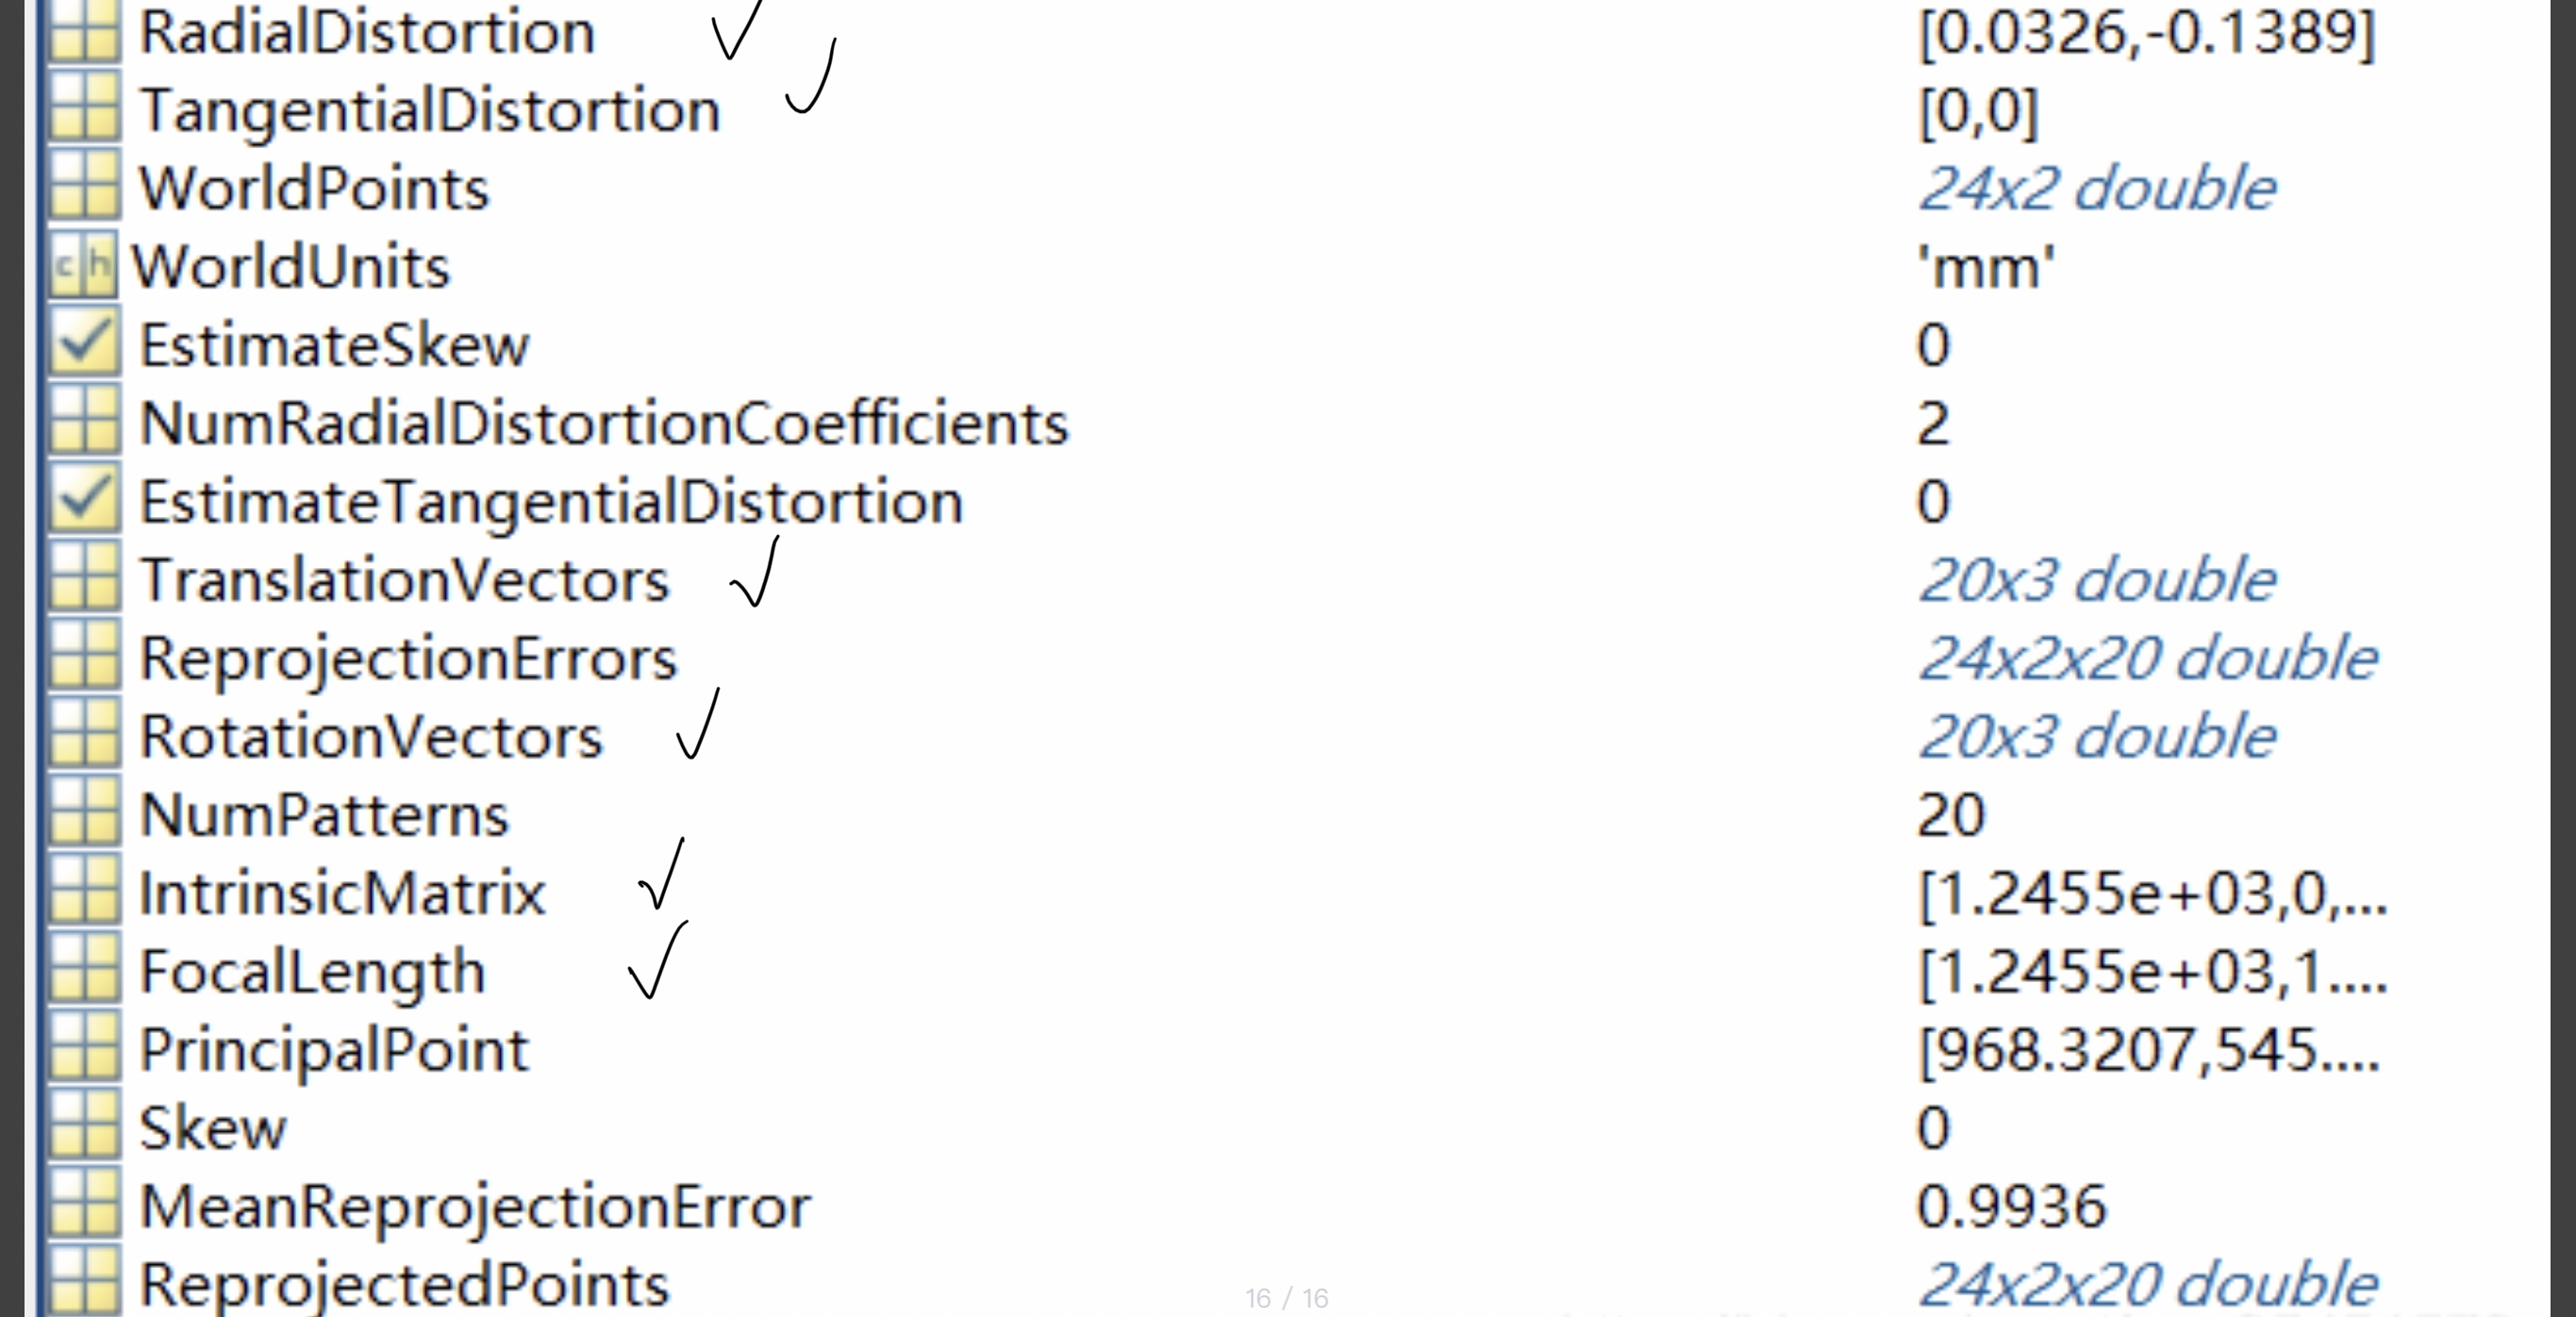 RadialDistortion [0.0326,-0.1389]
TangentialDistortion [0,0]
WorldPoints 24x2 double
ch WorldUnits 'mm'
EstimateSkew 0
NumRadialDistortionCoefficients 2
EstimateTangentialDistortion 0
TranslationVectors 20x3 double
ReprojectionErrors 24x2x20 double
RotationVectors 20x3 double
NumPatterns 20
IntrinsicMatrix [1.2455e+03,0,...
FocalLength [1.2455e+03,1....
PrincipalPoint [968.3207,545....
Skew 0
MeanReprojectionError 0.9936
ReprojectedPoints 24x2x20 double
16 / 16